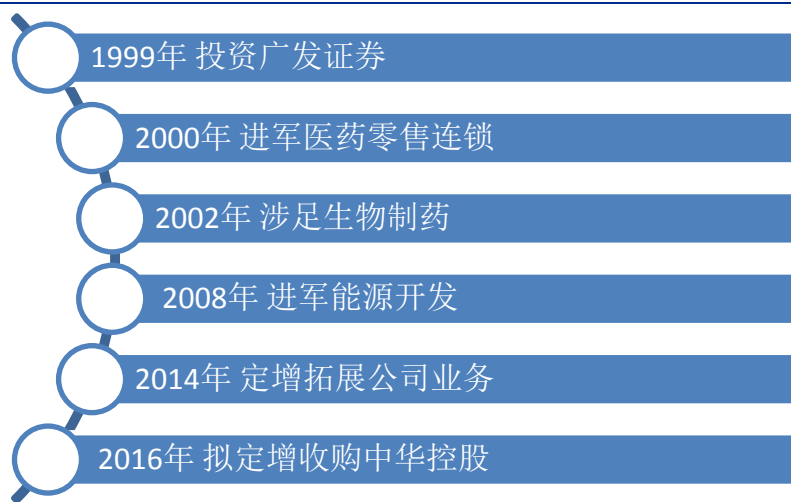 1999年 投资广发证券
2000年 进军医药零售连锁
2002年 涉足生物制药
2008年 进军能源开发
2014年 定增拓展公司业务
2016年 拟定增收购中华控股